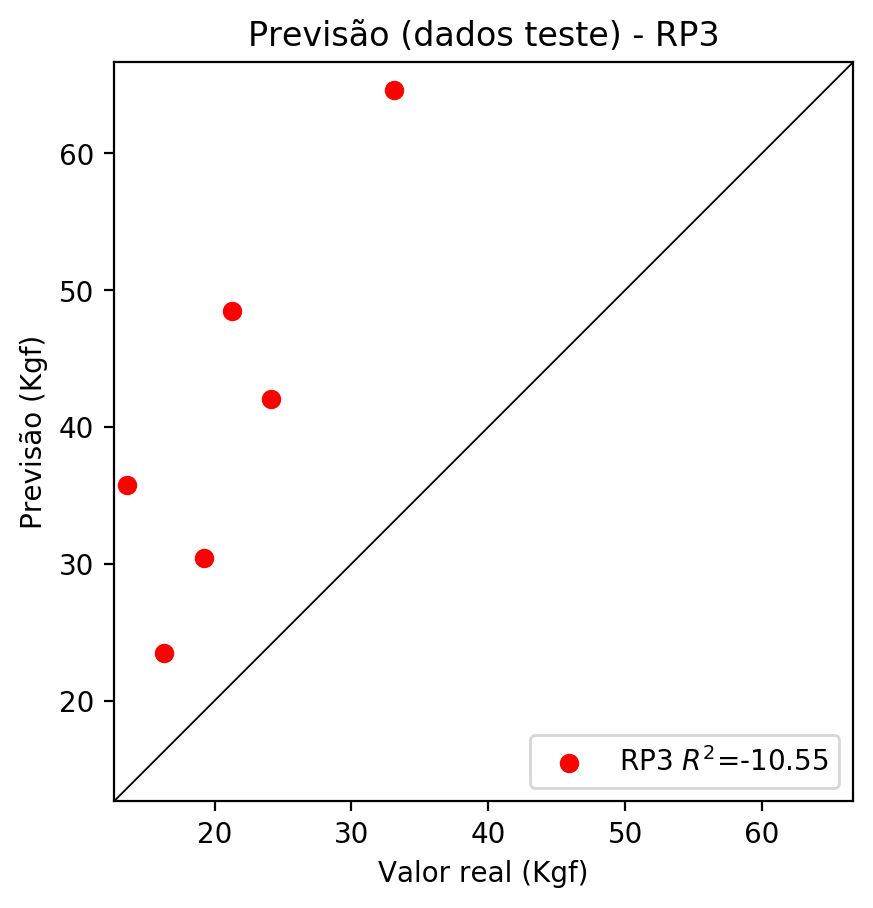 Previsão (dados teste) - RP3
Previsão (Kgf)
60
50
40
30
20
RP3 R²=-10.55
20 30 40 50 60
Valor real (Kgf)